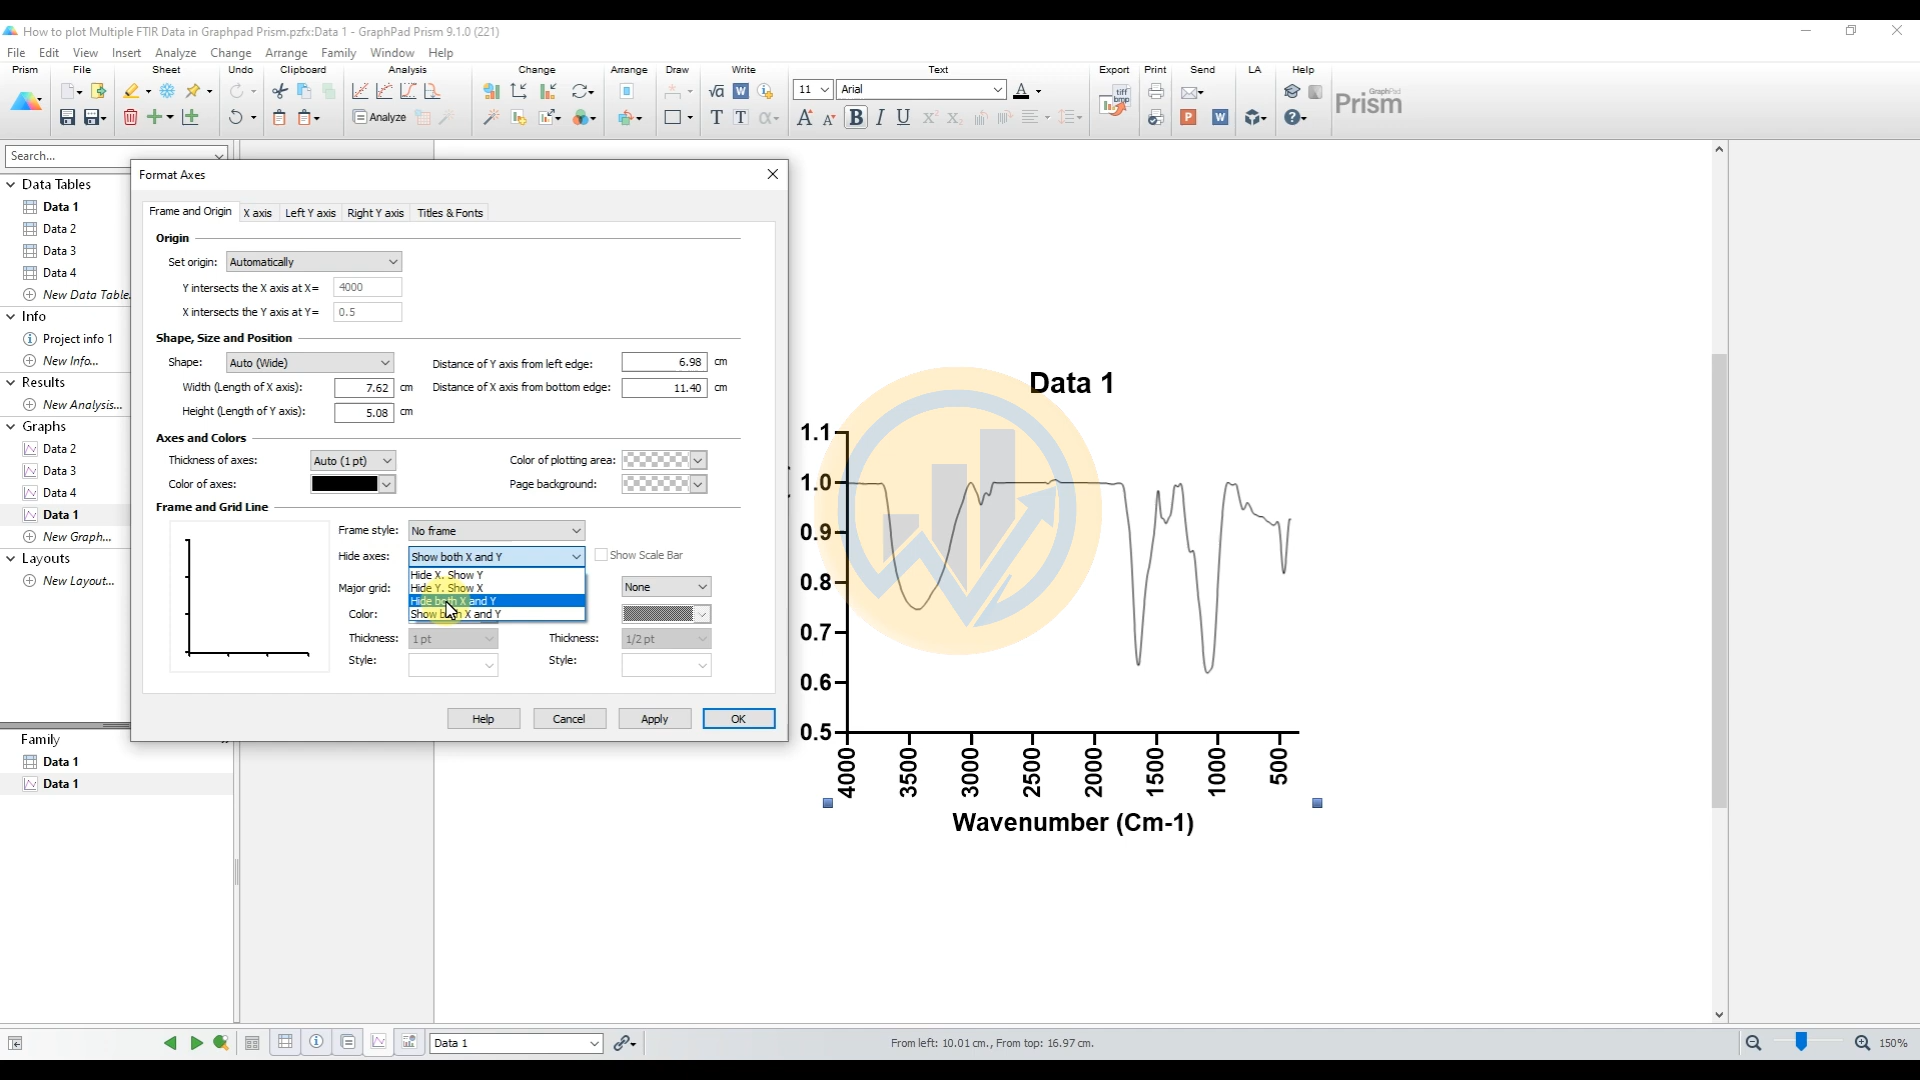 How to plot Multiple FTIR Data in Graphpad Prism.pzfx:Data 1 - GraphPad Prism 9.1.0 (221)
File Edit View Insert Analyze Change Arrange Family Window Help
Prism File Sheet Undo Clipboard Analysis Change Arrange Draw Write Text Export Print Send LA Help
11 Arial A
tiff
bmp
GraphPad
Prism
Analyze
Search...
Data Tables
Data 1
Data 2
Data 3
Data 4
New Data Table
Info
Project info 1
New Info...
Results
New Analysis...
Graphs
Data 2
Data 3
Data 4
Data 1
New Graph...
Layouts
New Layout...
Family
Data 1
Data 1
Format Axes
Frame and Origin X axis Left Y axis Right Y axis Titles & Fonts
Origin
Set origin: Automatically
Y intersects the X axis at X= 4000
X intersects the Y axis at Y= 0.5
Shape, Size and Position
Shape: Auto (Wide) Distance of Y axis from left edge: 6.98 cm
Width (Length of X axis): 7.62 cm Distance of X axis from bottom edge: 11.40 cm
Height (Length of Y axis): 5.08 cm
Axes and Colors
Thickness of axes: Auto (1 pt) Color of plotting area:
Color of axes: Page background:
Frame and Grid Line
Frame style: No frame
Hide axes: Show both X and Y Show Scale Bar
Hide X. Show Y
Major grid: Hide Y. Show X None
Hide both X and Y
Color: Show both X and Y
Thickness: 1 pt Thickness: 1/2 pt
Style: Style:
Help Cancel Apply OK
Data 1
1.1
1.0
0.9
0.8
0.7
0.6
0.5
4000 3500 3000 2500 2000 1500 1000 500
Wavenumber (Cm-1)
Data 1 From left: 10.01 cm., From top: 16.97 cm. 150%